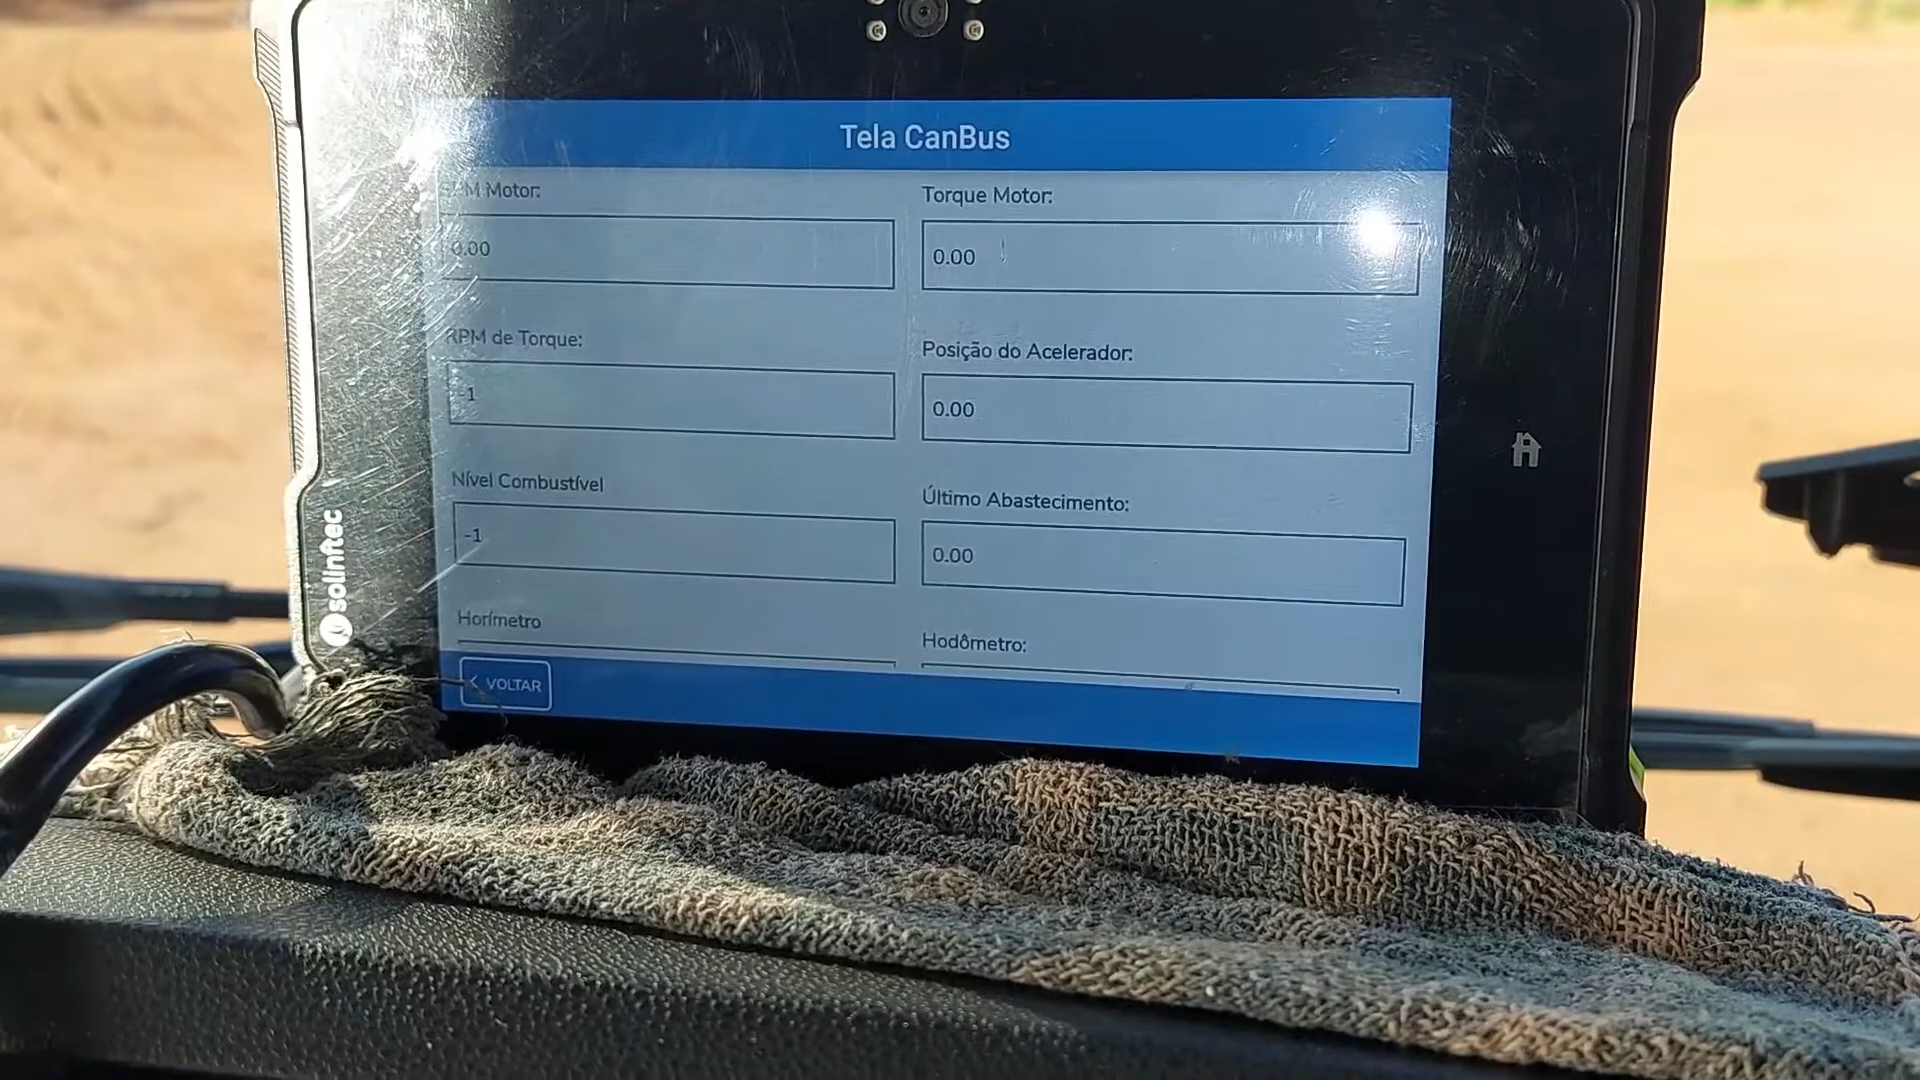 Tela CanBus
RPM Motor:
Torque Motor:
0.00
0.00
RPM de Torque:
Posição do Acelerador:
-1
0.00
Nível Combustível
Último Abastecimento:
-1
0.00
Horímetro
Hodômetro:
VOLTAR
solinftec